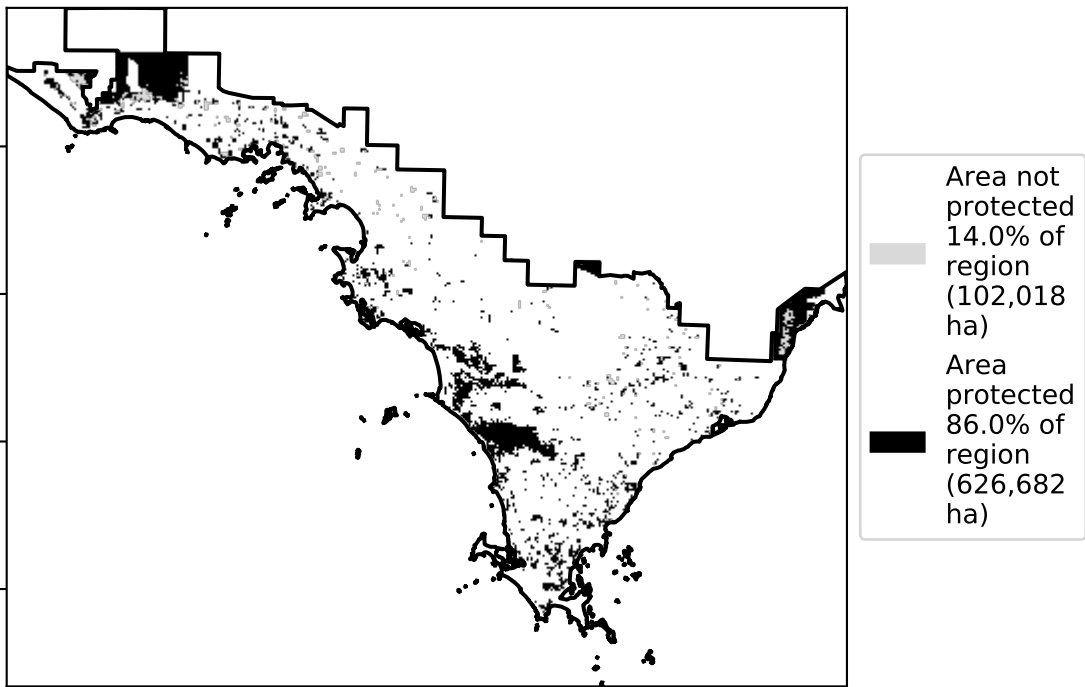 Area not
protected
14.0% of
region
(102,018
ha)
Area
protected
86.0% of
region
(626,682
ha)